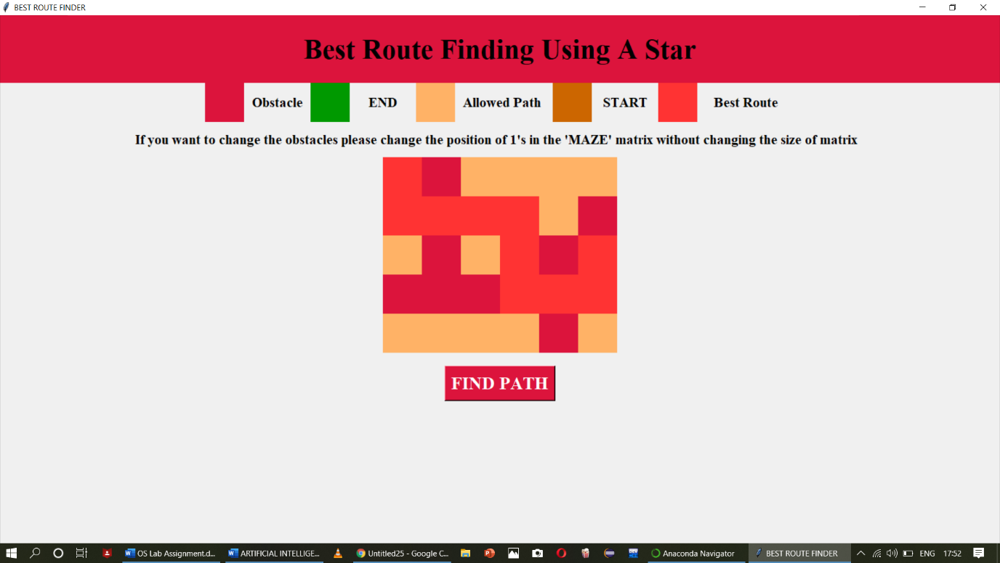 BEST ROUTE FINDER
Best Route Finding Using A Star
Obstacle END Allowed Path START Best Route
If you want to change the obstacles please change the position of 1's in the 'MAZE' matrix without changing the size of matrix
FIND PATH
OS Lab Assignment.d... ARTIFICIAL INTELLIGE... Untitled25 - Google C... Anaconda Navigator BEST ROUTE FINDER ENG 17:52